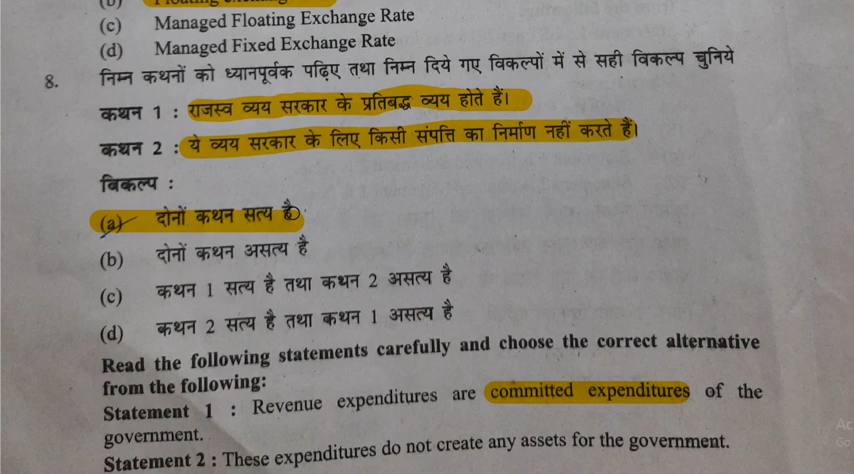 (b) Floating exchang
(c) Managed Floating Exchange Rate
(d) Managed Fixed Exchange Rate
8. निम्न कथनों को ध्यानपूर्वक पढ़िए तथा निम्न दिये गए विकल्पों में से सही विकल्प चुनिये
कथन 1 : राजस्व व्यय सरकार के प्रतिबद्ध व्यय होते हैं।
कथन 2 : ये व्यय सरकार के लिए किसी संपत्ति का निर्माण नहीं करते हैं।
विकल्प :
(a) दोनों कथन सत्य है
(b) दोनों कथन असत्य है
(c) कथन 1 सत्य है तथा कथन 2 असत्य है
(d) कथन 2 सत्य है तथा कथन 1 असत्य है
Read the following statements carefully and choose the correct alternative
from the following:
Statement 1 : Revenue expenditures are committed expenditures of the
government.
Statement 2 : These expenditures do not create any assets for the government.